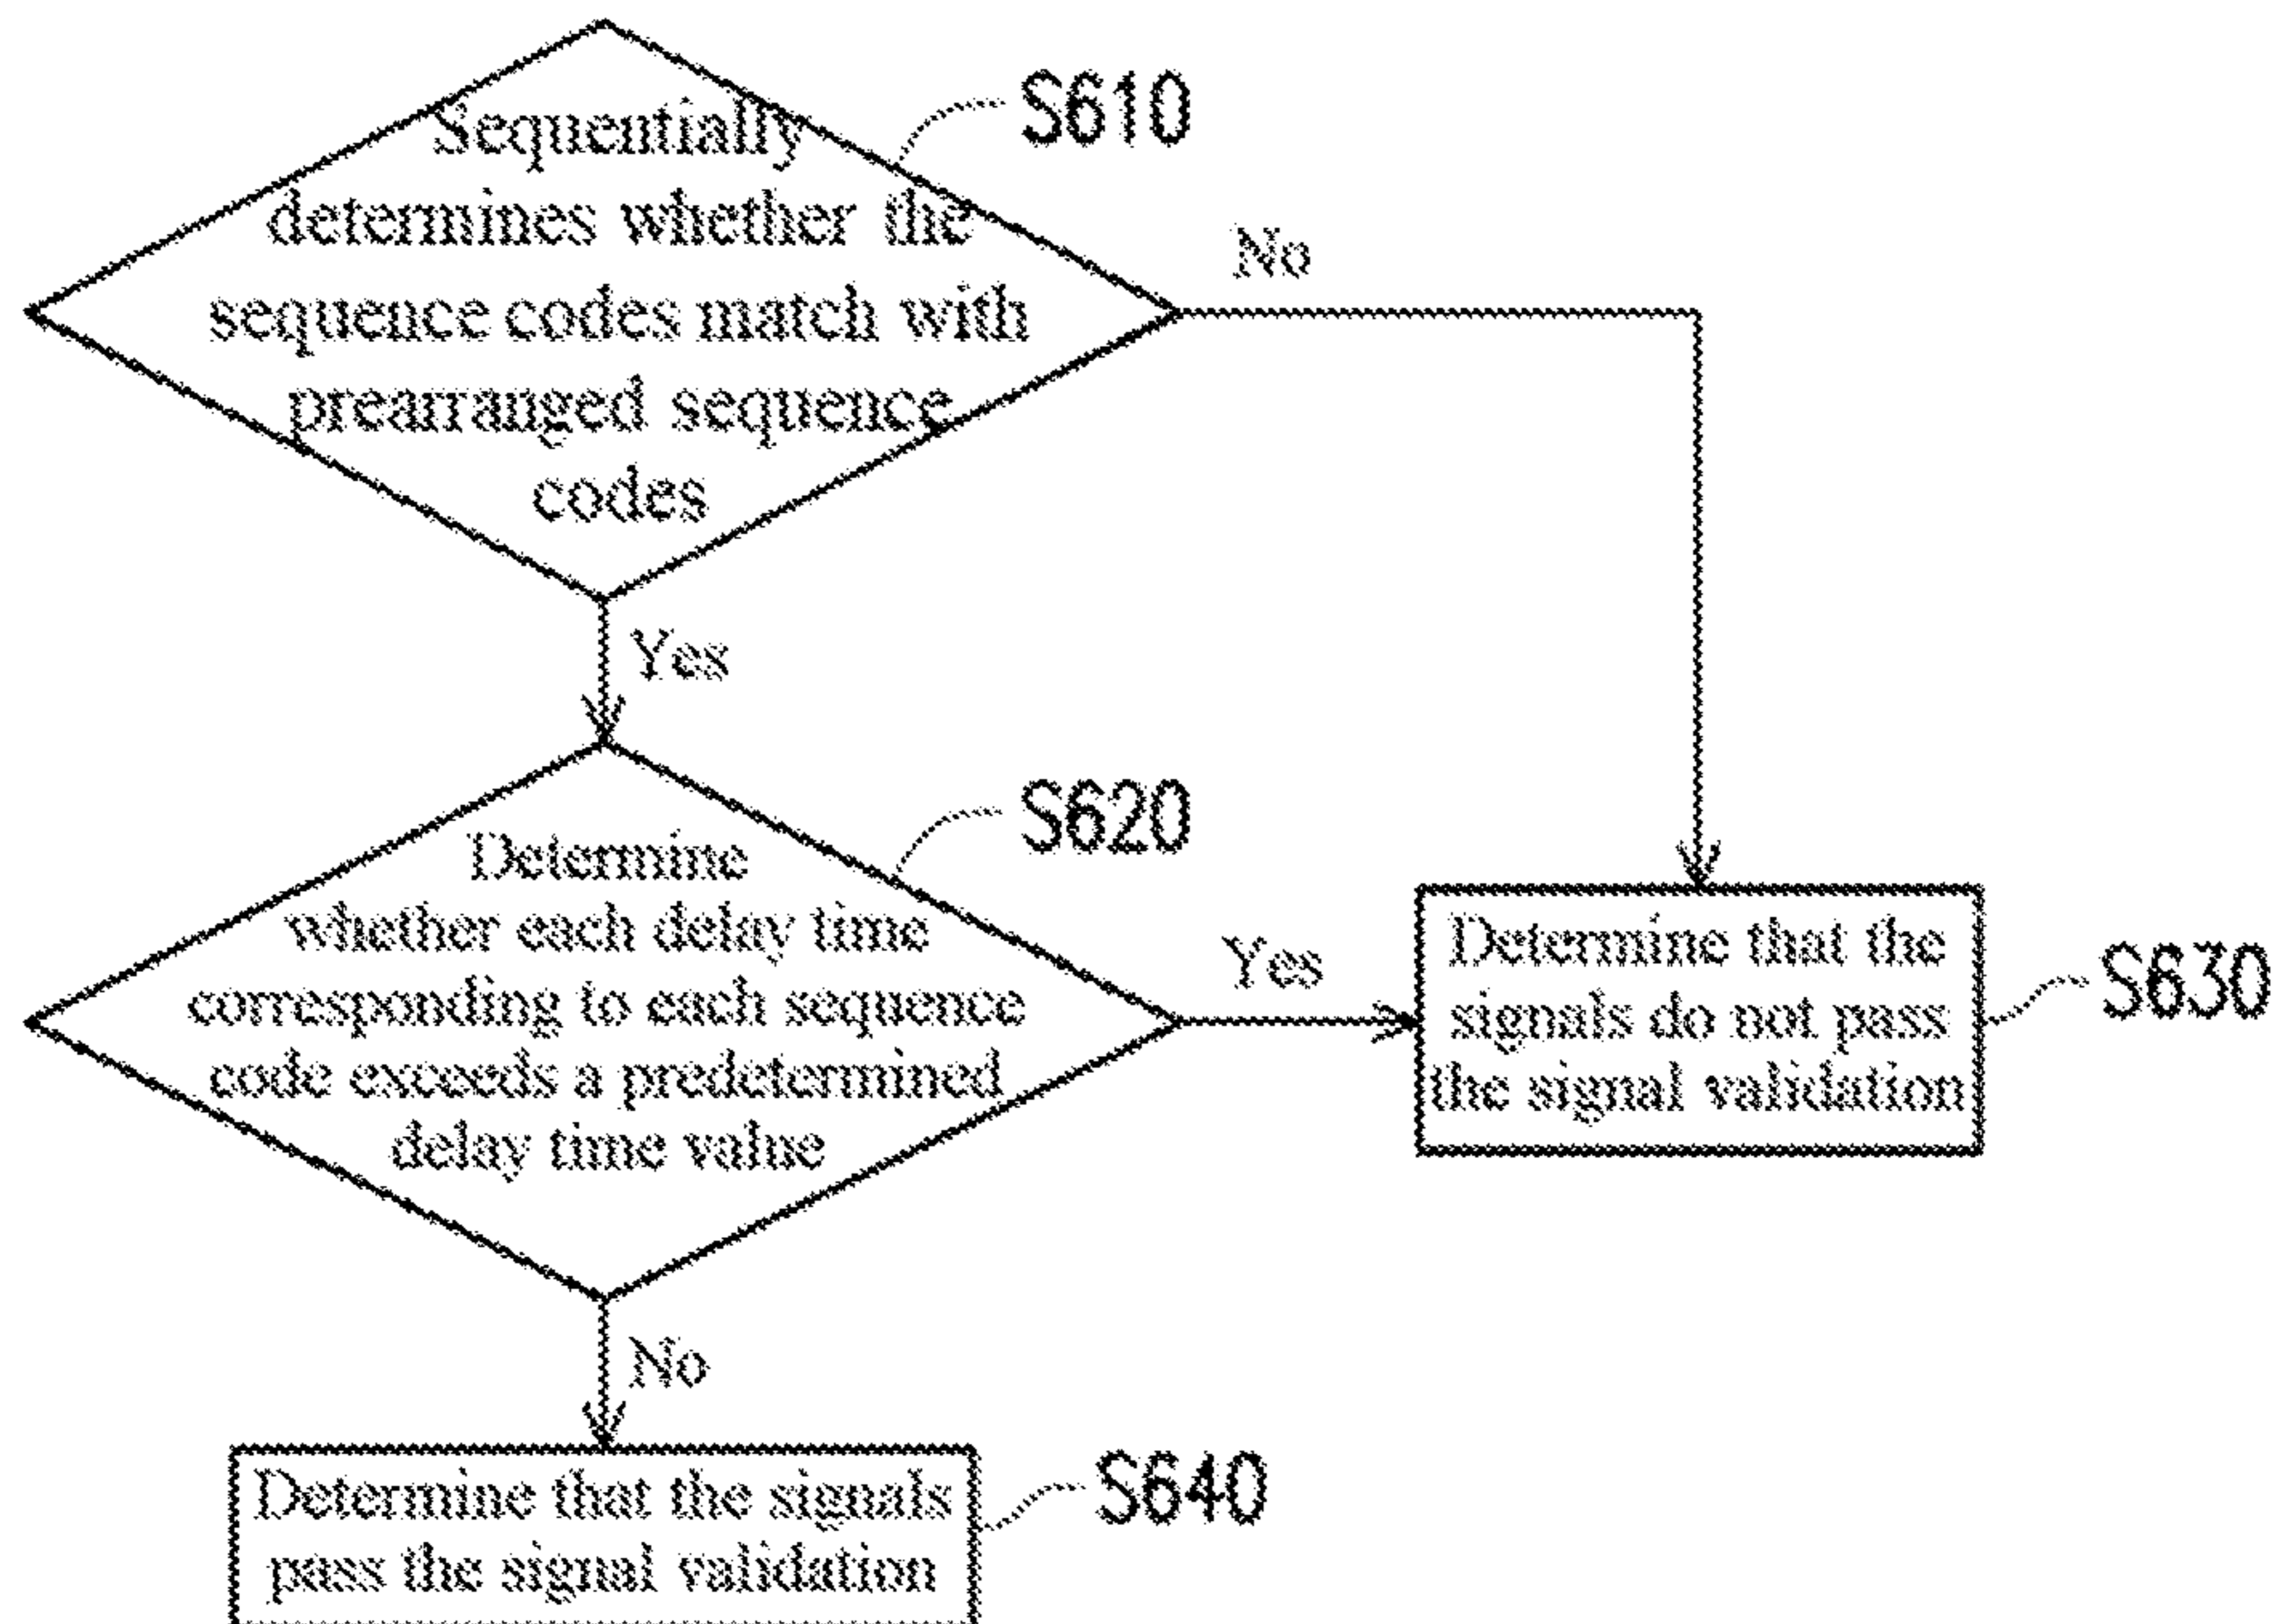 Sequentially
determines whether the
sequence codes match with
prearranged sequence
codes
S610
No
Yes
Determine
whether each delay time
corresponding to each sequence
code exceeds a predetermined
delay time value
S620
Yes
Determine that the
signals do not pass
the signal validation
S630
No
Determine that the signals
pass the signal validation
S640